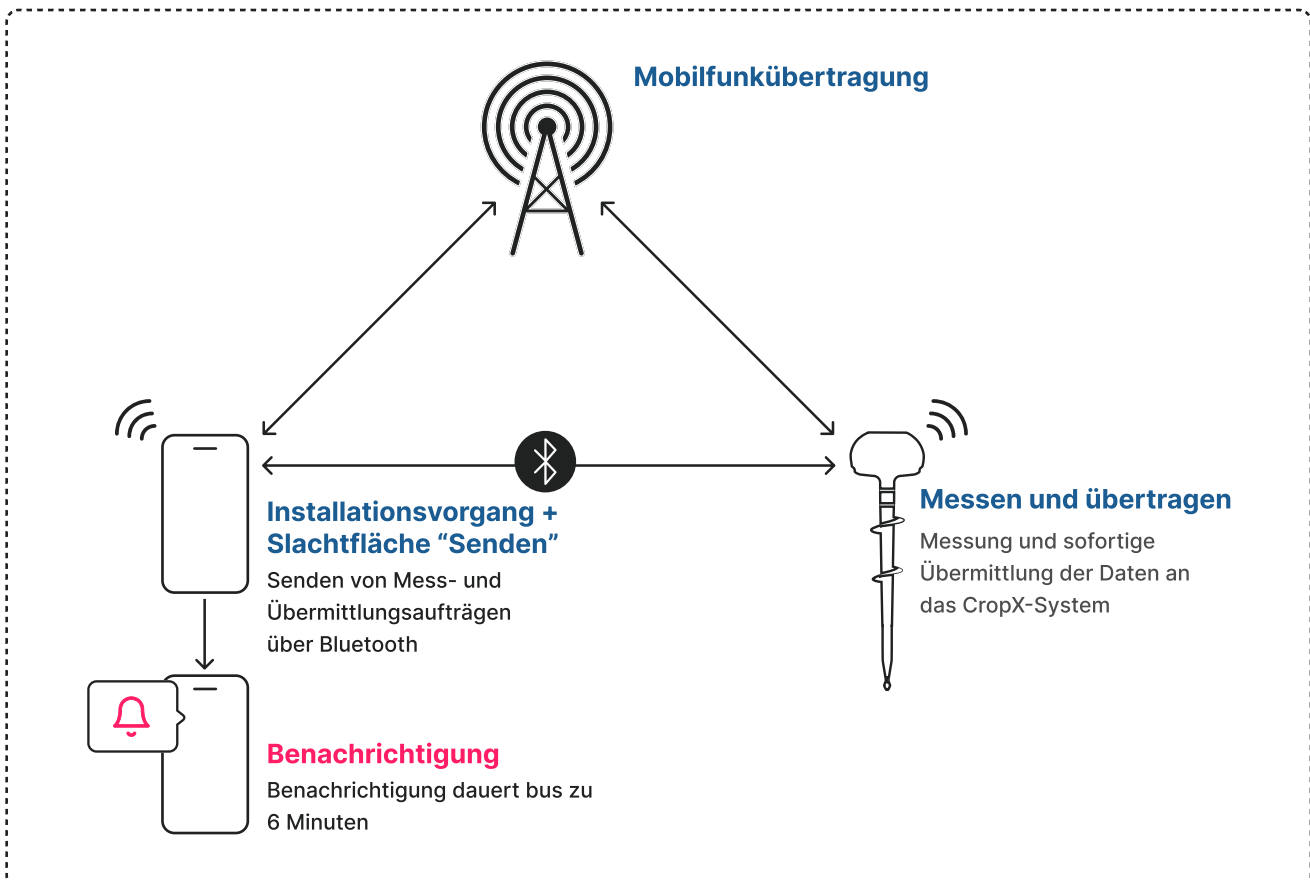 Mobilfunkübertragung
Installationsvorgang +
Slachtfläche “Senden”
Senden von Mess- und
Übermittlungsaufträgen
über Bluetooth
Messen und übertragen
Messung und sofortige
Übermittlung der Daten an
das CropX-System
Benachrichtigung
Benachrichtigung dauert bus zu
6 Minuten